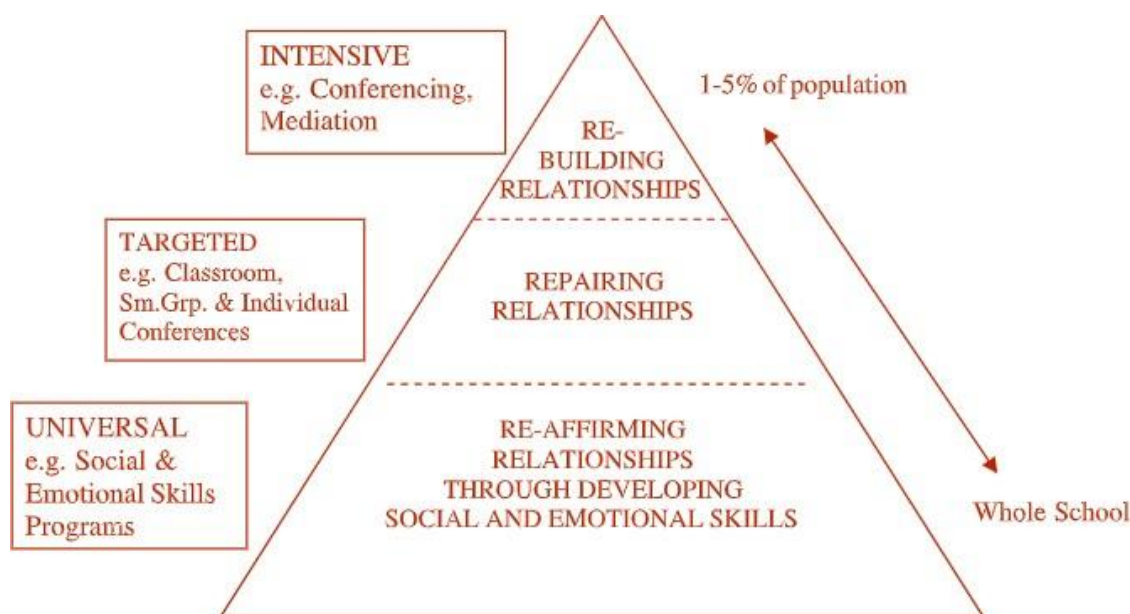 INTENSIVE
e.g. Conferencing,
Mediation
1-5% of population
RE-
BUILDING
RELATIONSHIPS
TARGETED
e.g. Classroom,
Sm.Grp. & Individual
Conferences
REPAIRING
RELATIONSHIPS
UNIVERSAL
e.g. Social &
Emotional Skills
Programs
RE-AFFIRMING
RELATIONSHIPS
THROUGH DEVELOPING
SOCIAL AND EMOTIONAL SKILLS
Whole School